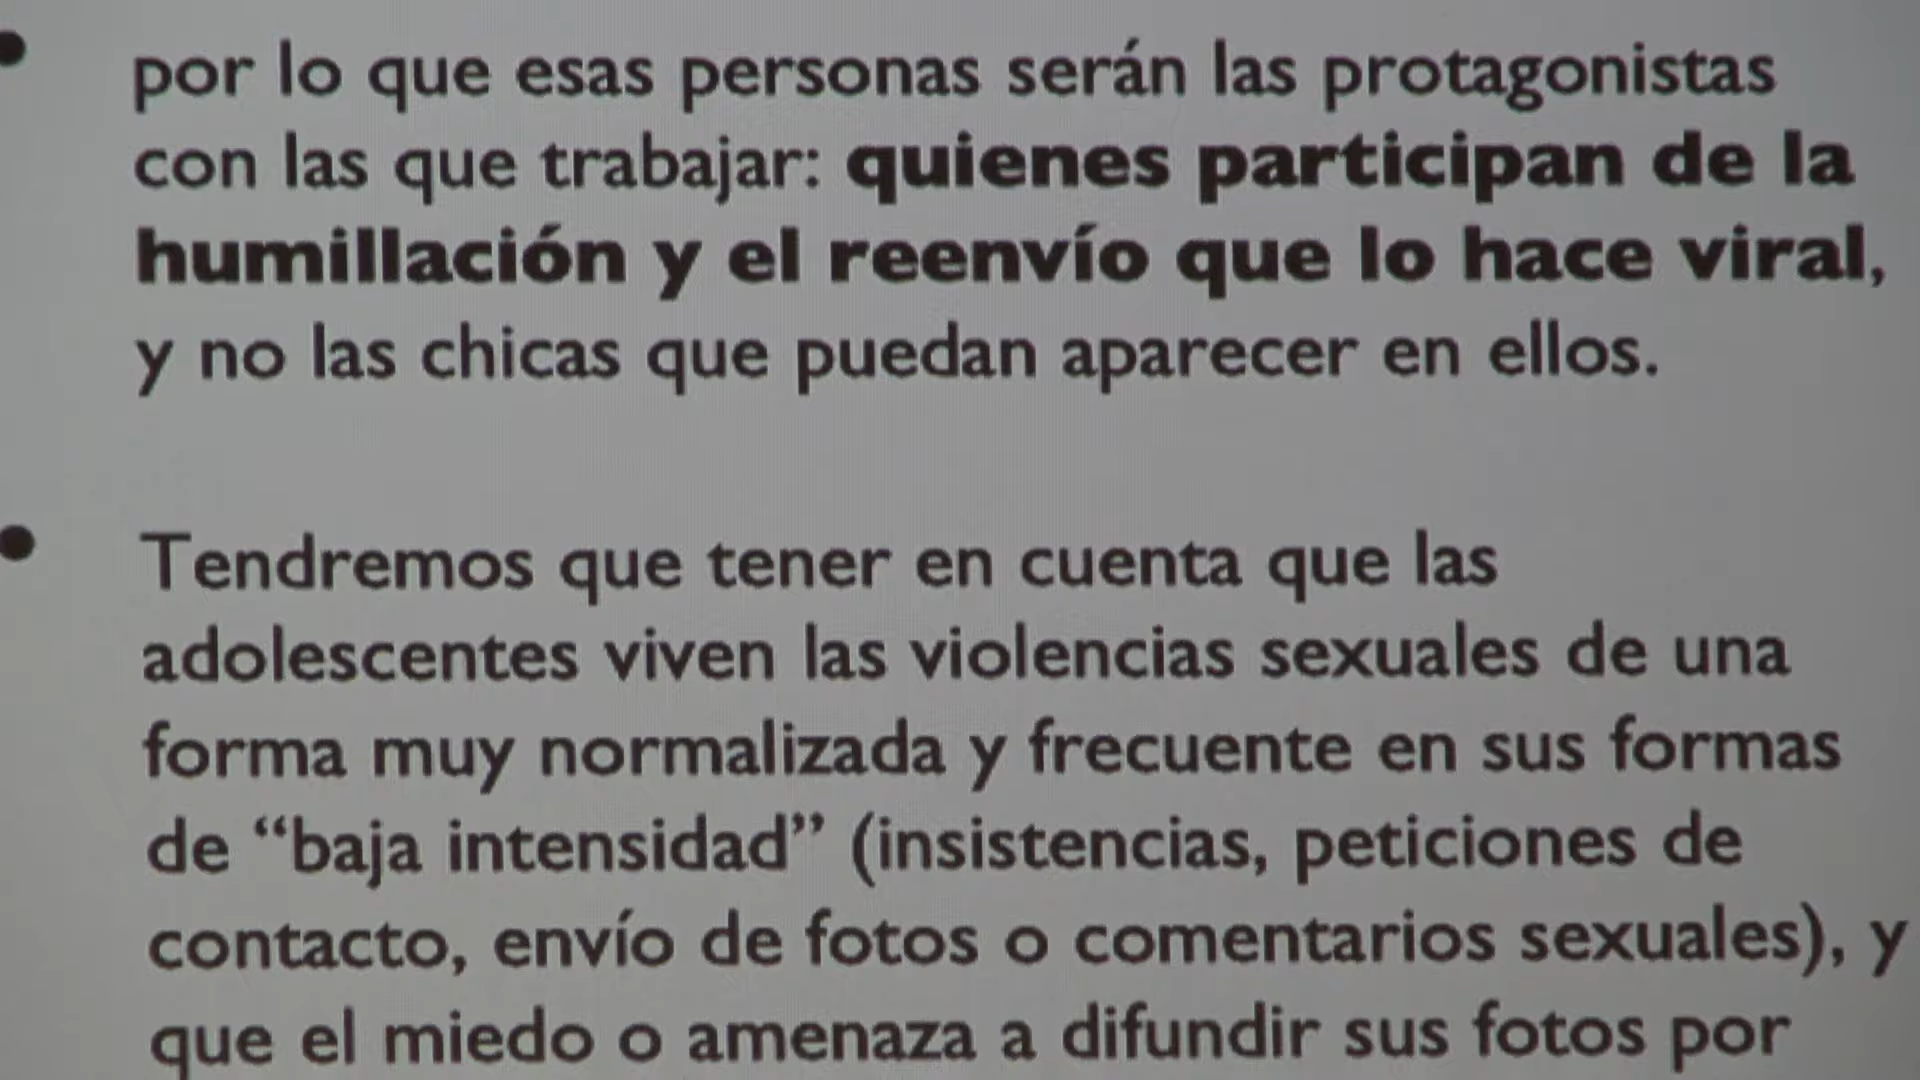 • por lo que esas personas serán las protagonistas
con las que trabajar: quienes participan de la
humillación y el reenvío que lo hace viral,
y no las chicas que puedan aparecer en ellos.
• Tendremos que tener en cuenta que las
adolescentes viven las violencias sexuales de una
forma muy normalizada y frecuente en sus formas
de “baja intensidad” (insistencias, peticiones de
contacto, envío de fotos o comentarios sexuales), y
que el miedo o amenaza a difundir sus fotos por